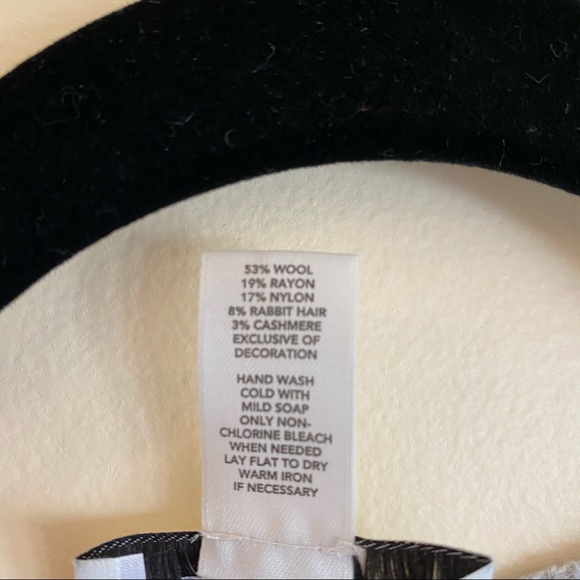 53% WOOL
19% RAYON
17% NYLON
8% RABBIT HAIR
3% CASHMERE
EXCLUSIVE OF
DECORATION
HAND WASH
COLD WITH
MILD SOAP
ONLY NON-
CHLORINE BLEACH
WHEN NEEDED
LAY FLAT TO DRY
WARM IRON
IF NECESSARY